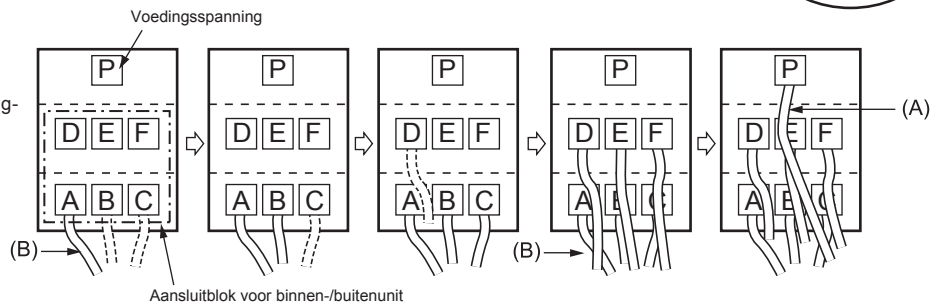 Voedingsspanning
P P P P P
g-
(A)
D E F D E F D E F D E F D E F
A B C A B C A B C A B C A B C
(B) (B)
Aansluitblok voor binnen-/buitenunit